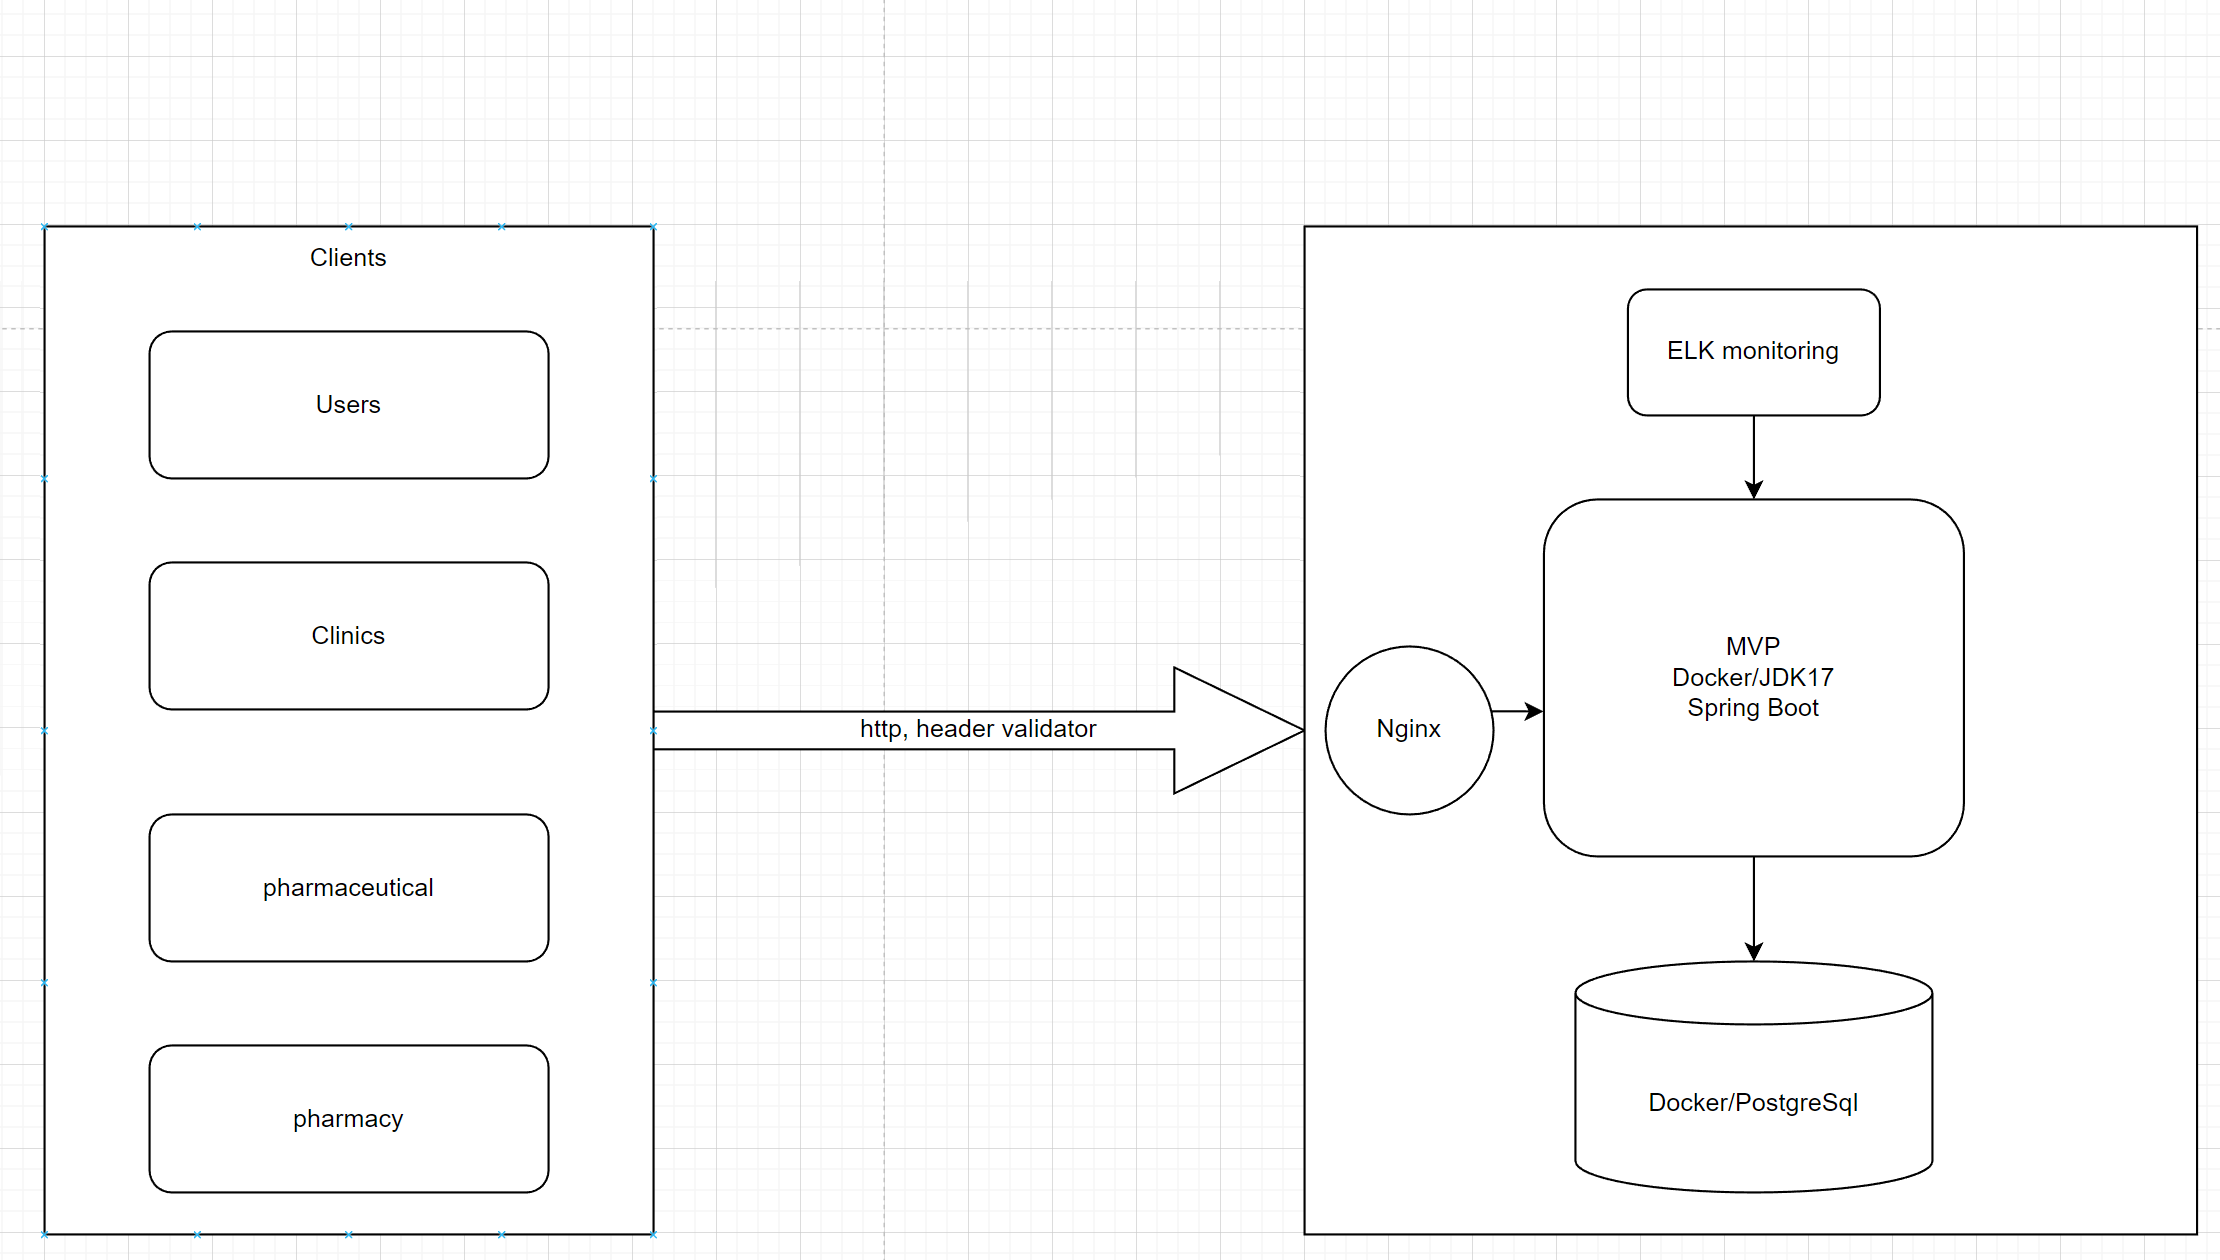 Clients
Users
Clinics
pharmaceutical
pharmacy
http, header validator
ELK monitoring
Nginx
MVP
Docker/JDK17
Spring Boot
Docker/PostgreSql